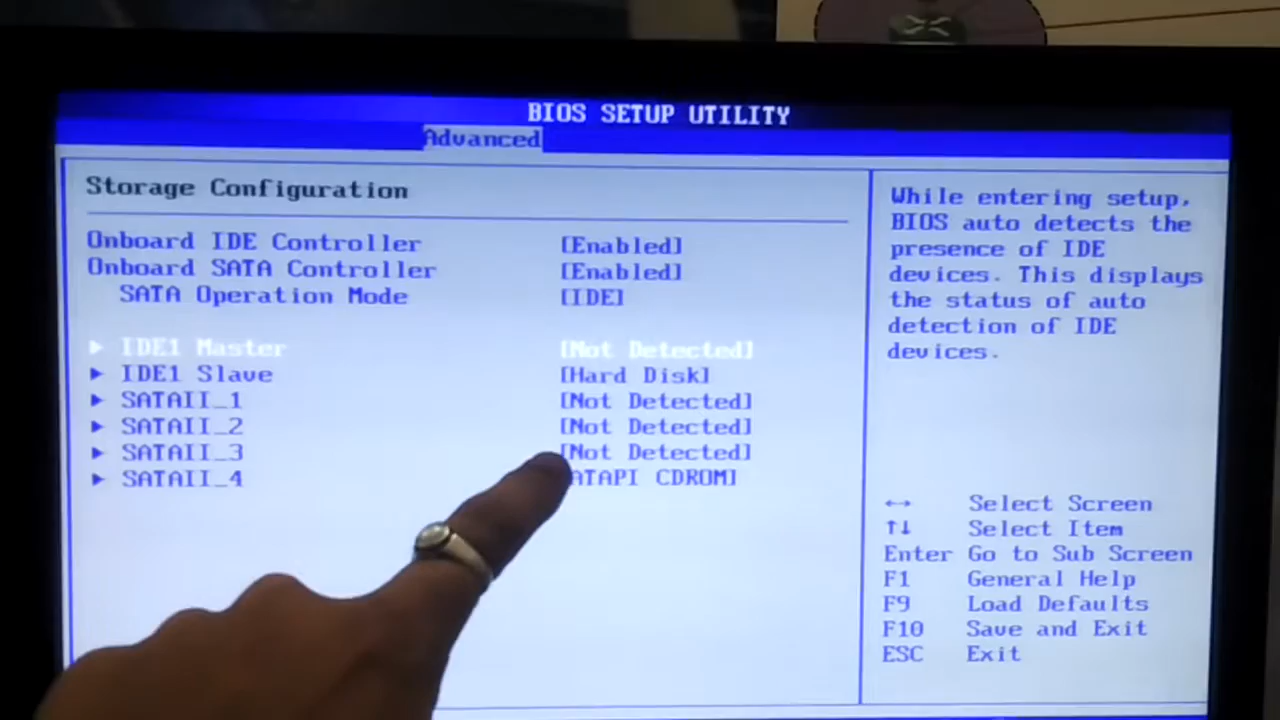 BIOS SETUP UTILITY
Advanced
Storage Configuration
Onboard IDE Controller [Enabled]
Onboard SATA Controller [Enabled]
SATA Operation Mode [IDE]
IDE1 Master [Not Detected]
IDE1 Slave [Hard Disk]
SATAII_1 [Not Detected]
SATAII_2 [Not Detected]
SATAII_3 [Not Detected]
SATAII_4 ATAPI CDROM]
While entering setup,
BIOS auto detects the
presence of IDE
devices. This displays
the status of auto
detection of IDE
devices.
↔ Select Screen
↑↓ Select Item
Enter Go to Sub Screen
F1 General Help
F9 Load Defaults
F10 Save and Exit
ESC Exit